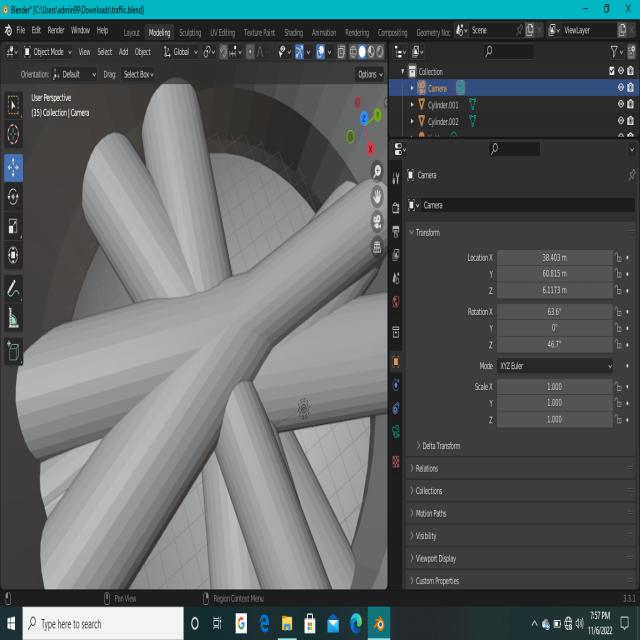 Blender* [C:\Users\admin99\Downloads\traffic.blend]
File Edit Render Window Help Layout Modeling Sculpting UV Editing Texture Paint Shading Animation Rendering Compositing Geometry Noc Scene ViewLayer
Object Mode View Select Add Object Global
Orientation: Default Drag: Select Box Options
User Perspective
(35) Collection | Camera
X
Y
Z
Collection
Camera
Cylinder.001
Cylinder.002
Camera
Camera
Transform
Location X 38.403 m
Y 60.815 m
Z 6.1173 m
Rotation X 63.6°
Y 0°
Z 46.7°
Mode XYZ Euler
Scale X 1.000
Y 1.000
Z 1.000
Delta Transform
Relations
Collections
Motion Paths
Visibility
Viewport Display
Custom Properties
Pan View Region Context Menu 3.3.1
Type here to search
7:57 PM
11/6/2022